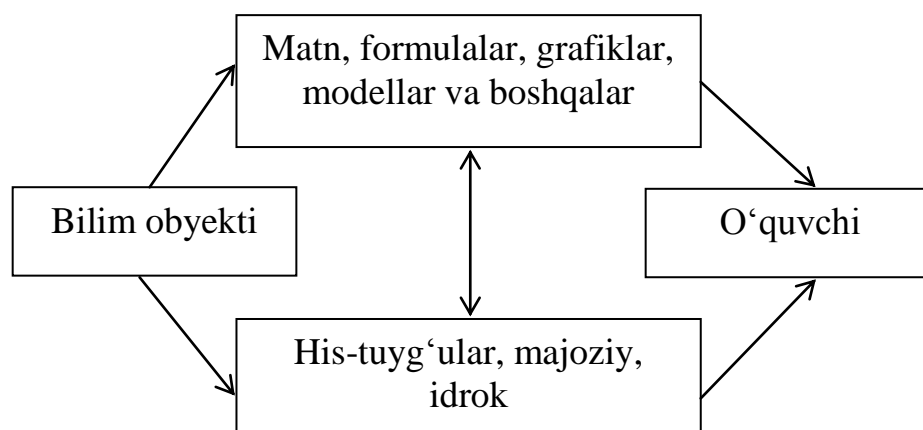 Matn, formulalar, grafiklar,
modellar va boshqalar
Bilim obyekti
O‘quvchi
His-tuyg‘ular, majoziy,
idrok